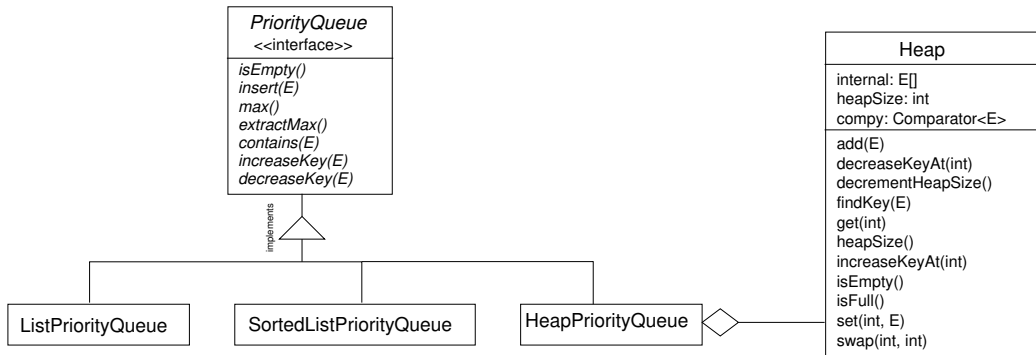 PriorityQueue
<<interface>>
isEmpty()
insert(E)
max()
extractMax()
contains(E)
increaseKey(E)
decreaseKey(E)
implements
ListPriorityQueue
SortedListPriorityQueue
HeapPriorityQueue
Heap
internal: E[]
heapSize: int
compy: Comparator<E>
add(E)
decreaseKeyAt(int)
decrementHeapSize()
findKey(E)
get(int)
heapSize()
increaseKeyAt(int)
isEmpty()
isFull()
set(int, E)
swap(int, int)